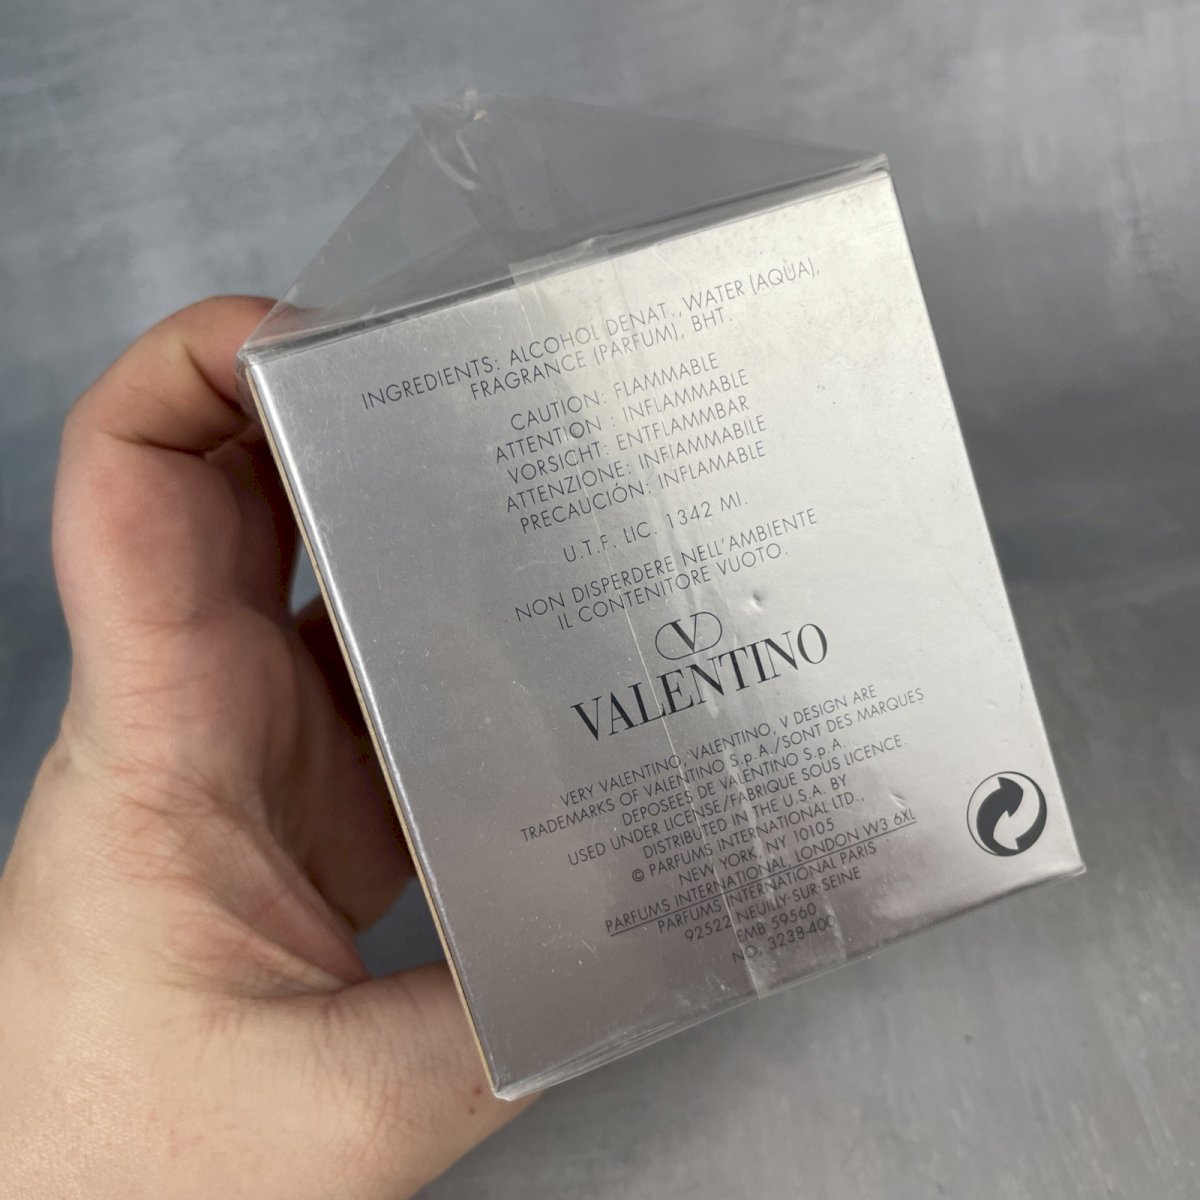 INGREDIENTS: ALCOHOL DENAT., WATER (AQUA),
FRAGRANCE (PARFUM), BHT.
CAUTION: FLAMMABLE
ATTENTION: INFLAMMABLE
VORSICHT: ENTFLAMMBAR
ATTENZIONE: INFIAMMABILE
PRECAUCIÓN: INFLAMABLE
U.T.F. LIC. 1342 MI.
NON DISPERDERE NELL'AMBIENTE
IL CONTENITORE VUOTO.
V
VALENTINO
VERY VALENTINO, VALENTINO, V DESIGN ARE
TRADEMARKS OF VALENTINO S.p.A./SONT DES MARQUES
DEPOSEES DE VALENTINO S.p.A.
USED UNDER LICENSE/FABRIQUE SOUS LICENCE.
DISTRIBUTED IN THE U.S.A. BY
© PARFUMS INTERNATIONAL LTD.,
NEW YORK, NY 10105
PARFUMS INTERNATIONAL, LONDON W3 6XL
PARFUMS INTERNATIONAL PARIS
92522 NEUILLY-SUR-SEINE
EMB 59560
NO. 3238-400